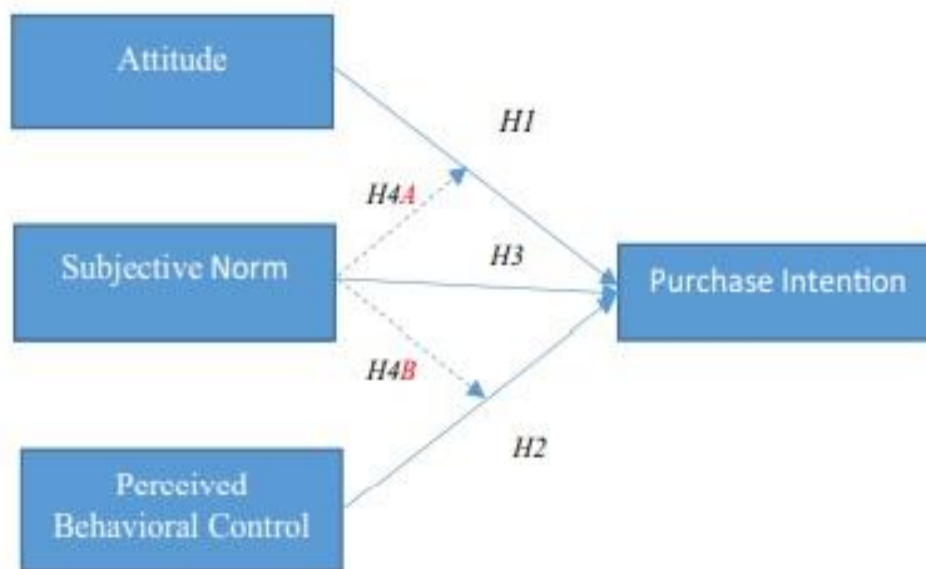 Attitude
H1
H4A
Subjective Norm
H3
Purchase Intention
H4B
H2
Perceived
Behavioral Control